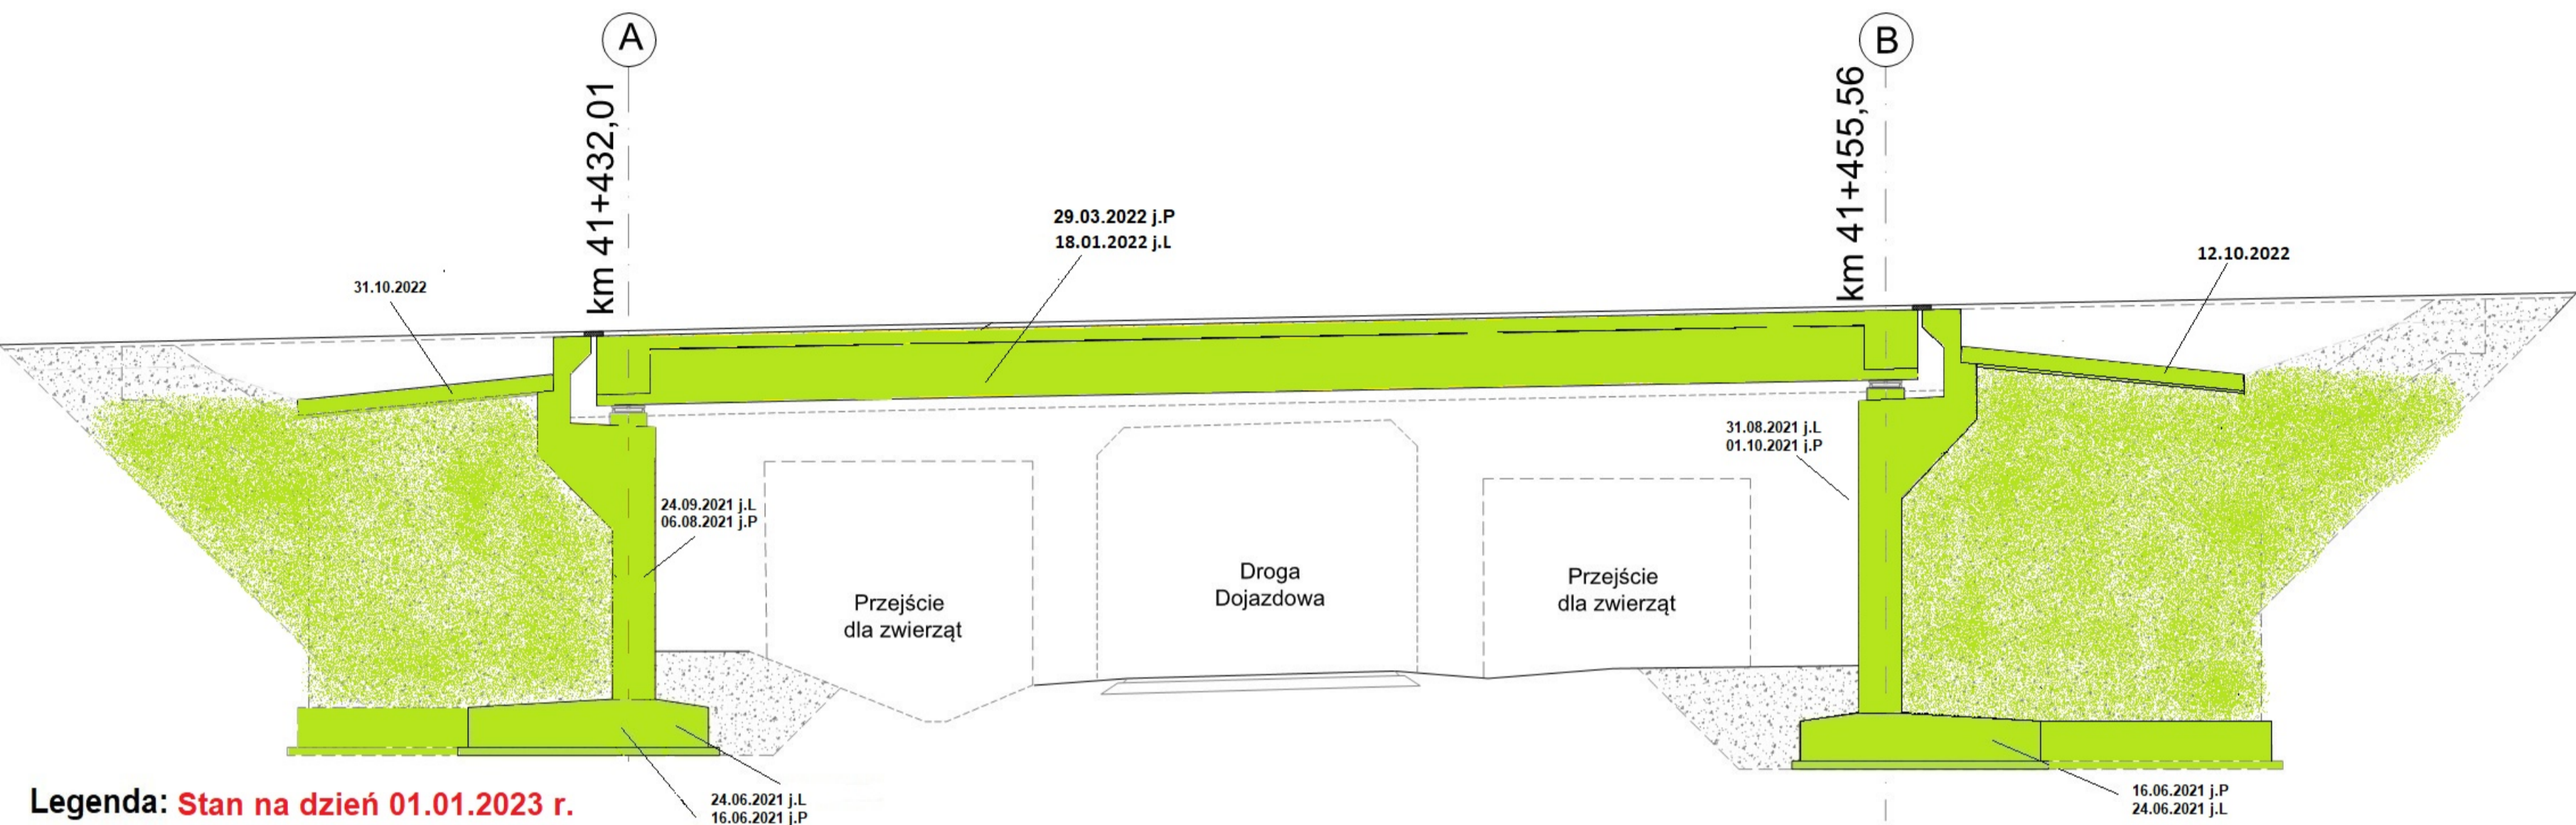 A
B
km 41+432,01
km 41+455,56
29.03.2022 j.P
18.01.2022 j.L
12.10.2022
31.10.2022
31.08.2021 j.L
01.10.2021 j.P
24.09.2021 j.L
06.08.2021 j.P
Przejście
dla zwierząt
Droga
Dojazdowa
Przejście
dla zwierząt
24.06.2021 j.L
16.06.2021 j.P
16.06.2021 j.P
24.06.2021 j.L
Legenda: Stan na dzień 01.01.2023 r.